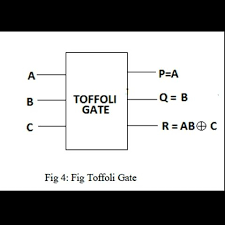 A P=A
B TOFFOLI Q = B
GATE
C R = AB⊕ C
Fig 4: Fig Toffoli Gate